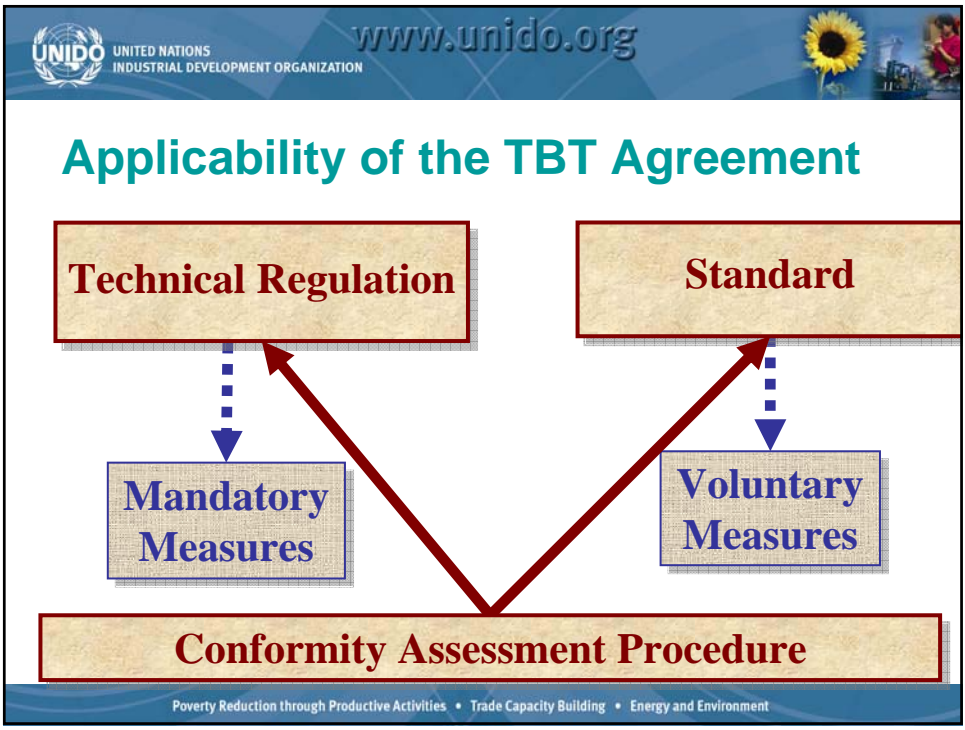 www.unido.org
UNIDO
UNITED NATIONS
INDUSTRIAL DEVELOPMENT ORGANIZATION
Applicability of the TBT Agreement
Technical Regulation
Standard
Mandatory
Measures
Voluntary
Measures
Conformity Assessment Procedure
Poverty Reduction through Productive Activities • Trade Capacity Building • Energy and Environment